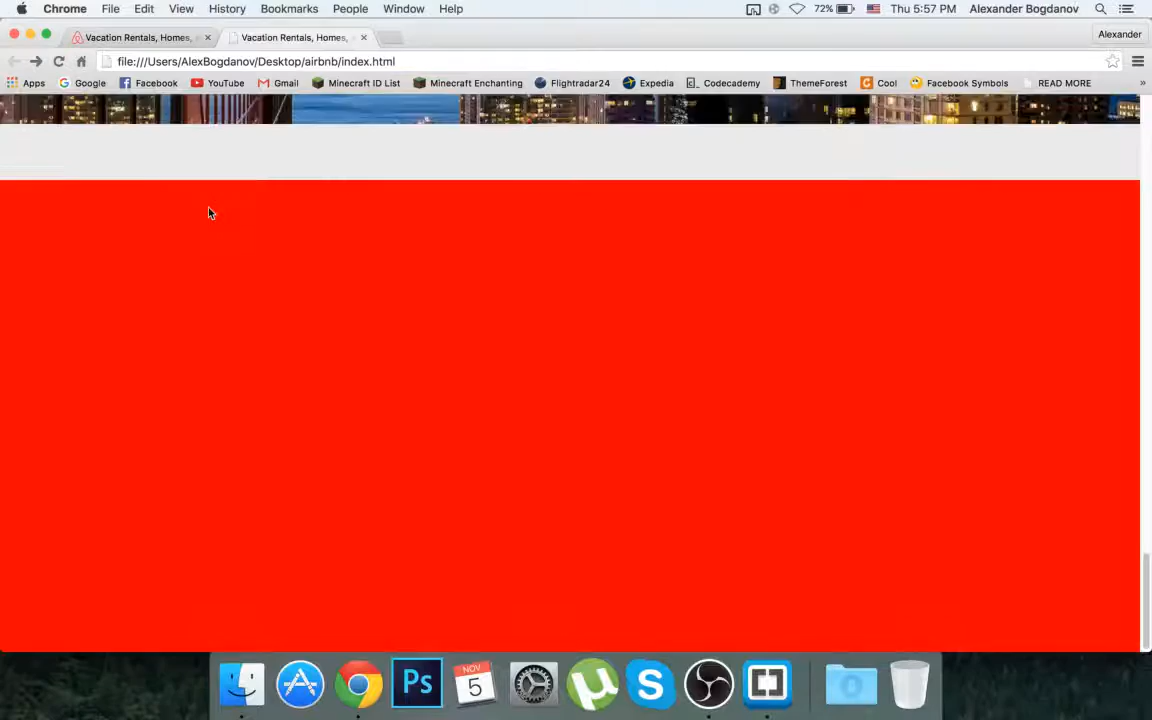 Chrome File Edit View History Bookmarks People Window Help 72% Thu 5:57 PM Alexander Bogdanov
Vacation Rentals, Homes, Vacation Rentals, Homes, Alexander
file:///Users/AlexBogdanov/Desktop/airbnb/index.html
Apps Google Facebook YouTube Gmail Minecraft ID List Minecraft Enchanting Flightradar24 Expedia Codecademy ThemeForest Cool Facebook Symbols READ MORE »
Ps NOV 5